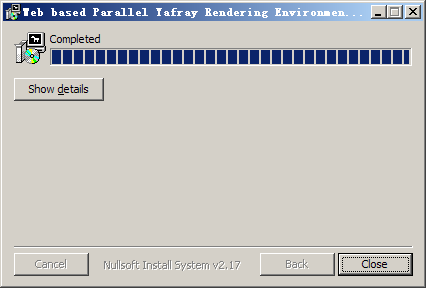 Web based Parallel Yafray Rendering Environmen...
Completed
Show details
Cancel
Nullsoft Install System v2.17
Back
Close